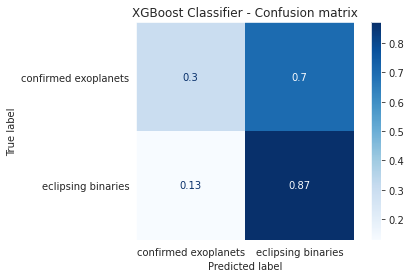 XGBoost Classifier - Confusion matrix
confirmed exoplanets
0.3
0.7
eclipsing binaries
0.13
0.87
True label
confirmed exoplanets
eclipsing binaries
Predicted label
0.8
0.7
0.6
0.5
0.4
0.3
0.2